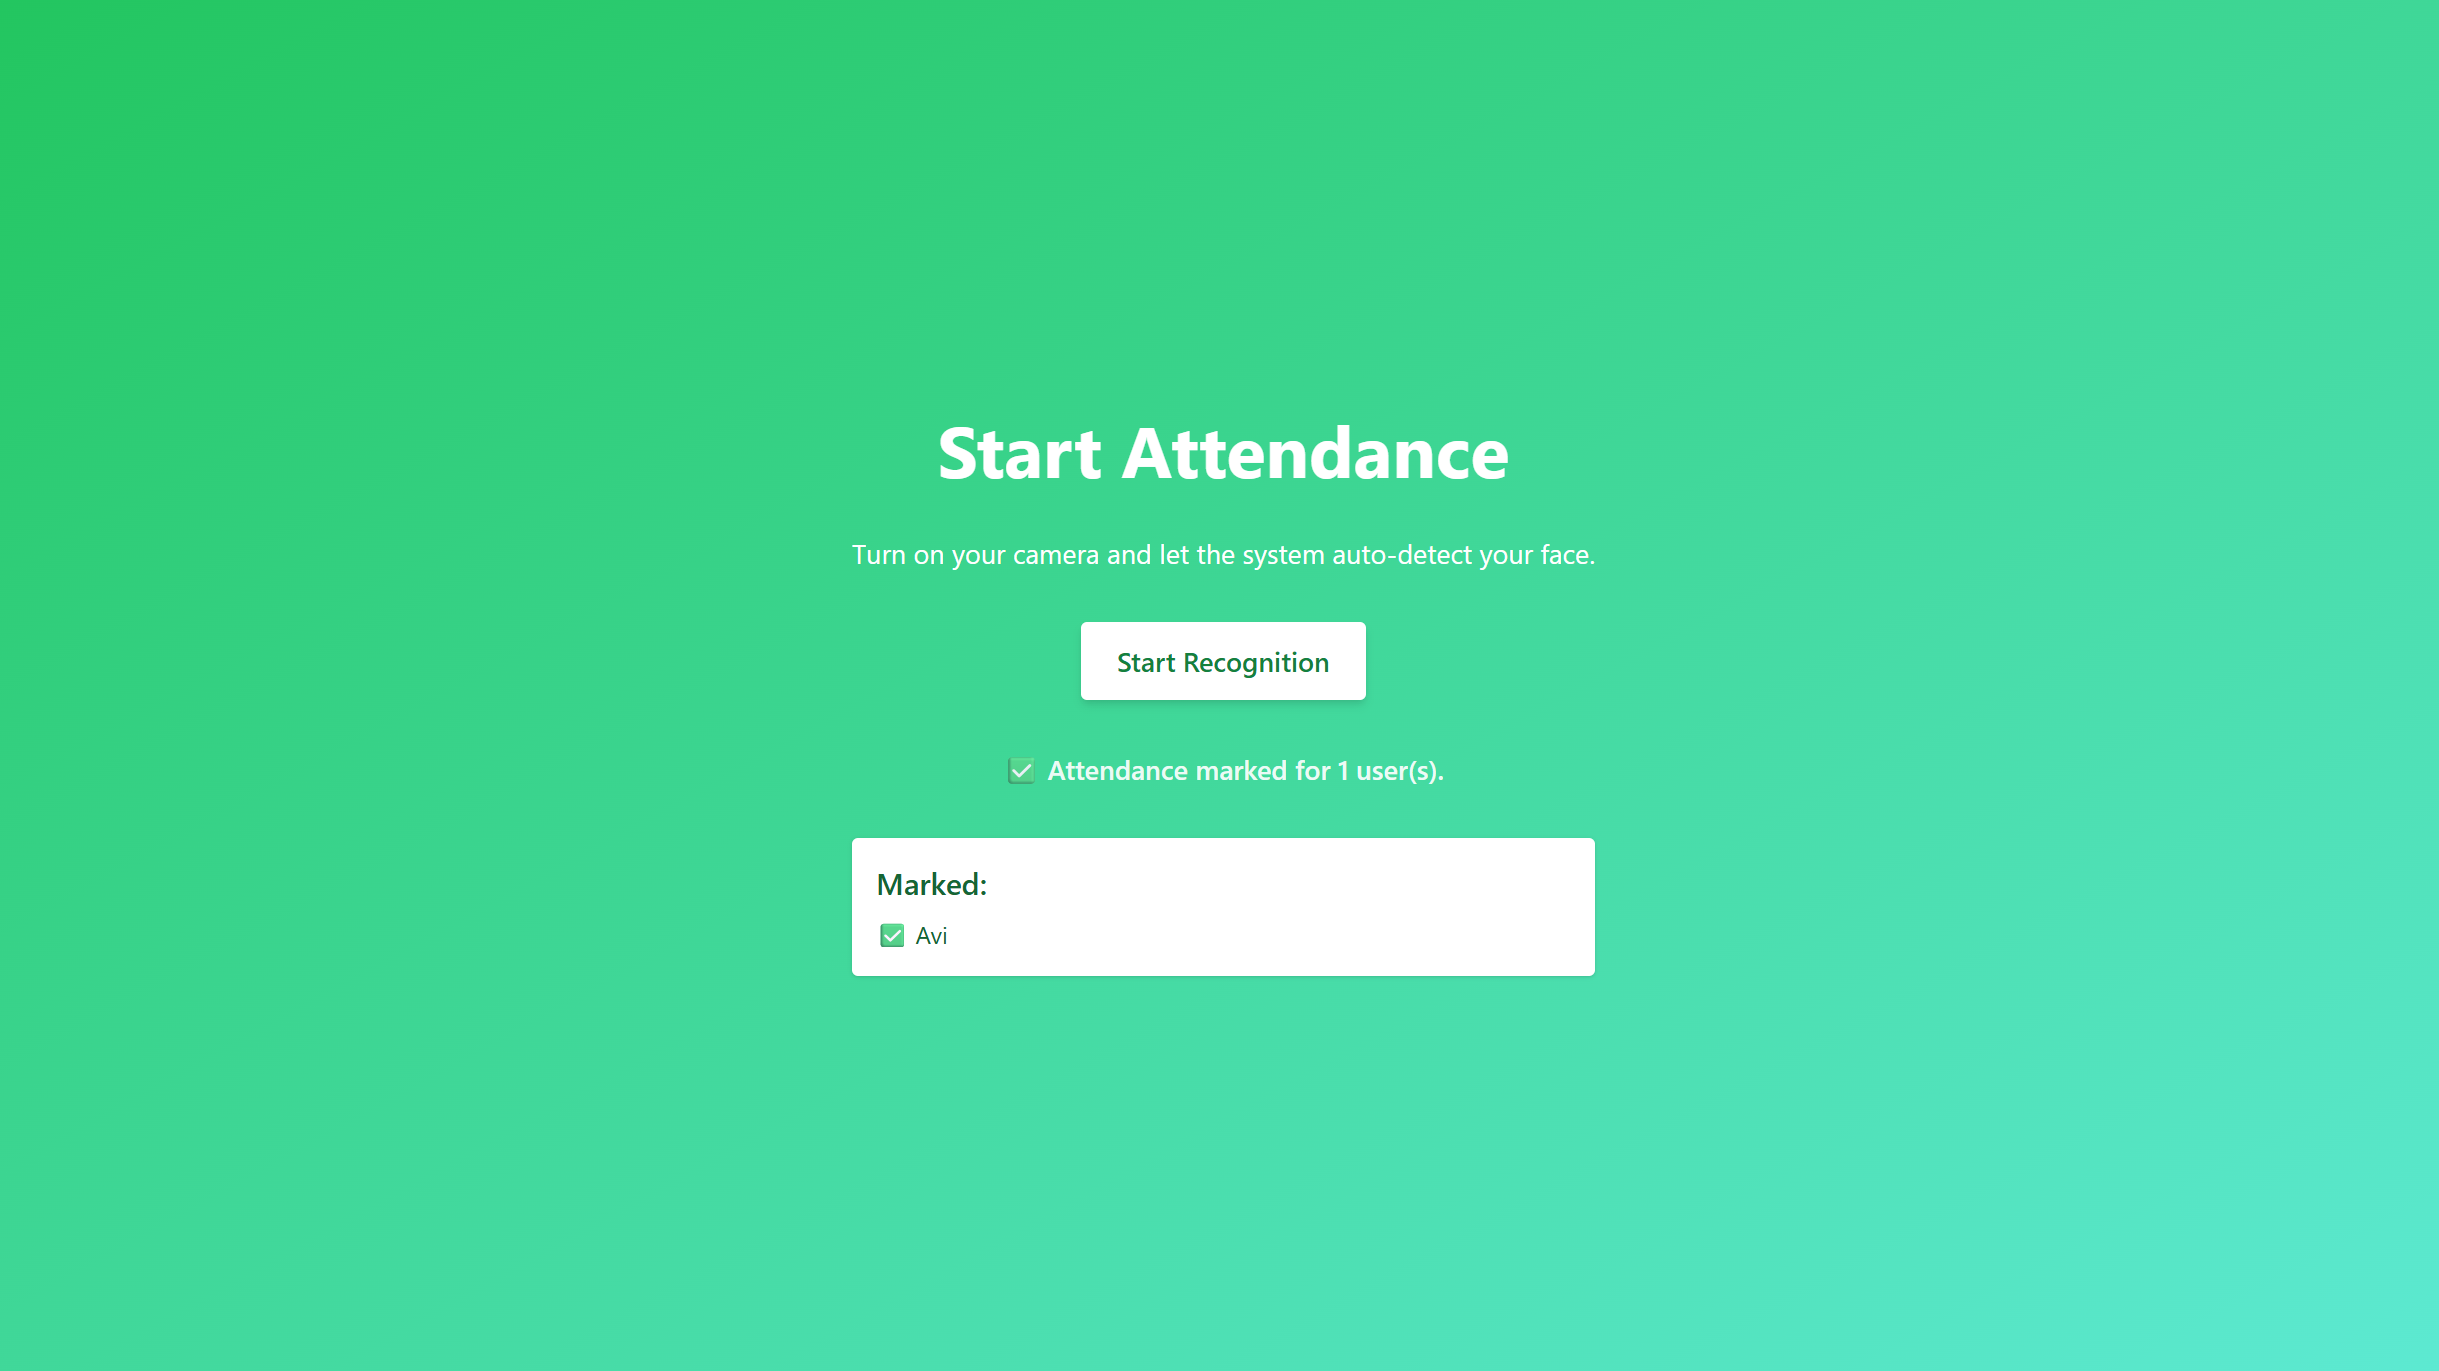 Start Attendance
Turn on your camera and let the system auto-detect your face.
Start Recognition
✅ Attendance marked for 1 user(s).
Marked:
✅ Avi